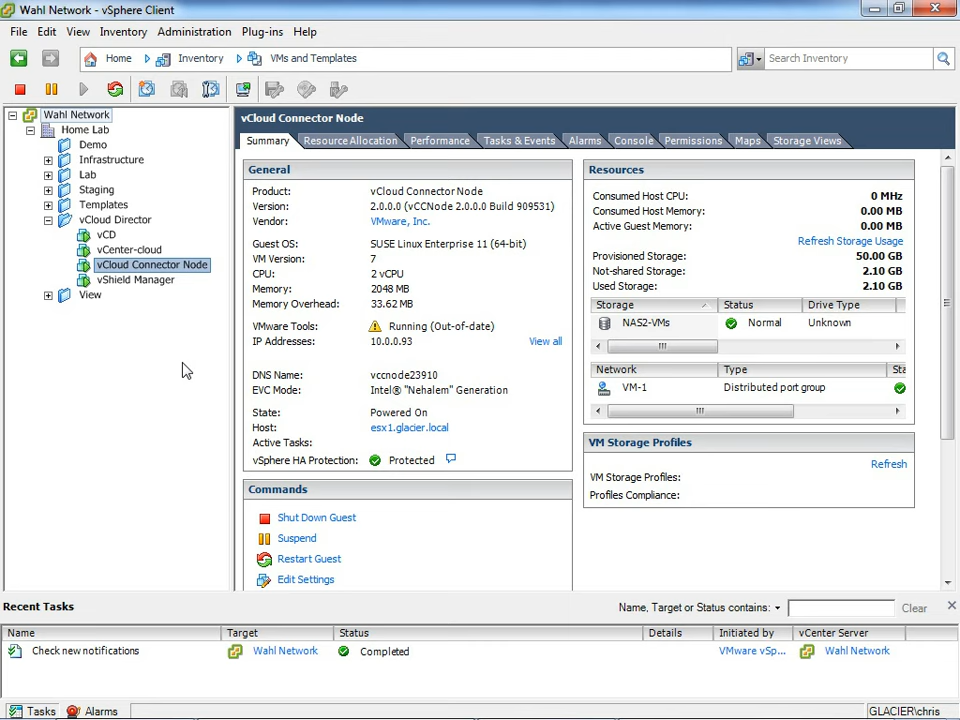 Wahl Network - vSphere Client
File Edit View Inventory Administration Plug-ins Help
Home Inventory VMs and Templates Search Inventory
Wahl Network
Home Lab
Demo
Infrastructure
Lab
Staging
Templates
vCloud Director
vCD
vCenter-cloud
vCloud Connector Node
vShield Manager
View
vCloud Connector Node
Summary Resource Allocation Performance Tasks & Events Alarms Console Permissions Maps Storage Views
General
Product: vCloud Connector Node
Version: 2.0.0.0 (vCCNode 2.0.0.0 Build 909531)
Vendor: VMware, Inc.
Guest OS: SUSE Linux Enterprise 11 (64-bit)
VM Version: 7
CPU: 2 vCPU
Memory: 2048 MB
Memory Overhead: 33.62 MB
VMware Tools: Running (Out-of-date)
IP Addresses: 10.0.0.93 View all
DNS Name: vccnode23910
EVC Mode: Intel® "Nehalem" Generation
State: Powered On
Host: esx1.glacier.local
Active Tasks:
vSphere HA Protection: Protected
Commands
Shut Down Guest
Suspend
Restart Guest
Edit Settings
Resources
Consumed Host CPU: 0 MHz
Consumed Host Memory: 0.00 MB
Active Guest Memory: 0.00 MB
Refresh Storage Usage
Provisioned Storage: 50.00 GB
Not-shared Storage: 2.10 GB
Used Storage: 2.10 GB
Storage Status Drive Type
NAS2-VMs Normal Unknown
Network Type Sta
VM-1 Distributed port group
VM Storage Profiles
Refresh
VM Storage Profiles:
Profiles Compliance:
Recent Tasks Name, Target or Status contains: Clear
Name Target Status Details Initiated by vCenter Server
Check new notifications Wahl Network Completed VMware vSp... Wahl Network
Tasks Alarms GLACIER\chris